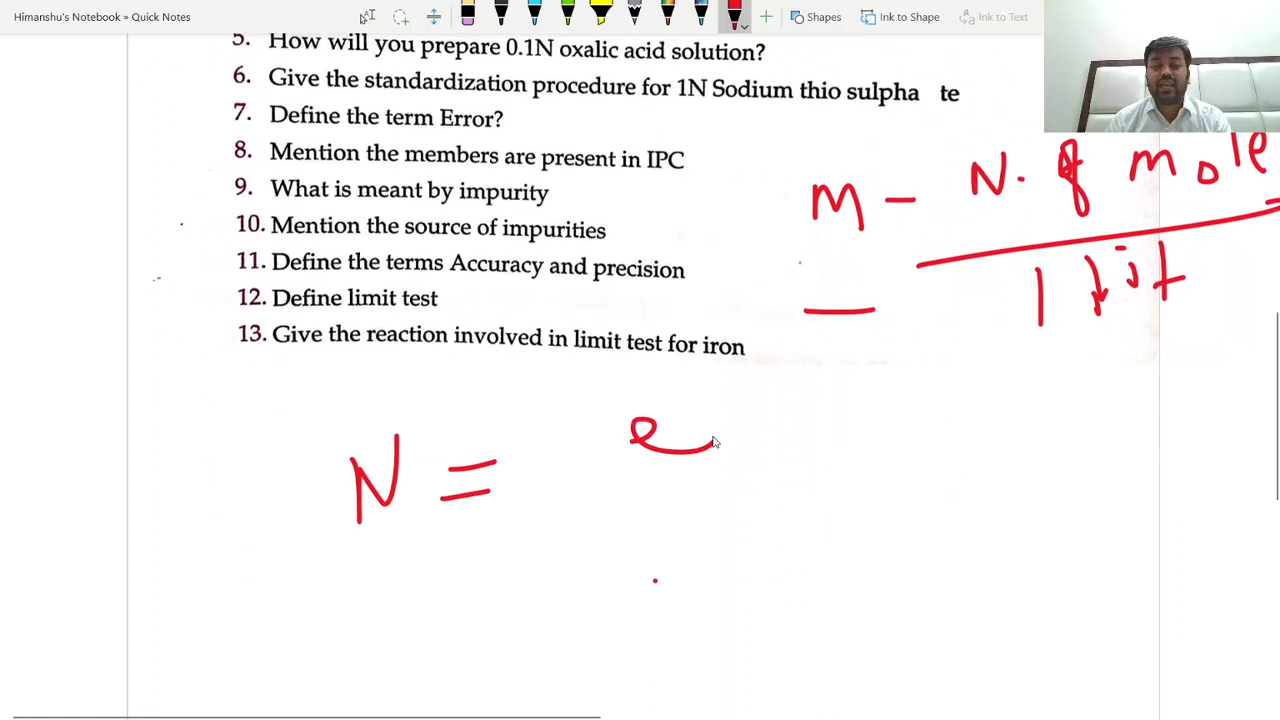 Himanshu's Notebook » Quick Notes
Shapes
Ink to Shape
Ink to Text
5. How will you prepare 0.1N oxalic acid solution?
6. Give the standardization procedure for 1N Sodium thio sulpha te
7. Define the term Error?
8. Mention the members are present in IPC
9. What is meant by impurity
10. Mention the source of impurities
11. Define the terms Accuracy and precision
12. Define limit test
13. Give the reaction involved in limit test for iron
M - N. of mole
1 lit
N = e